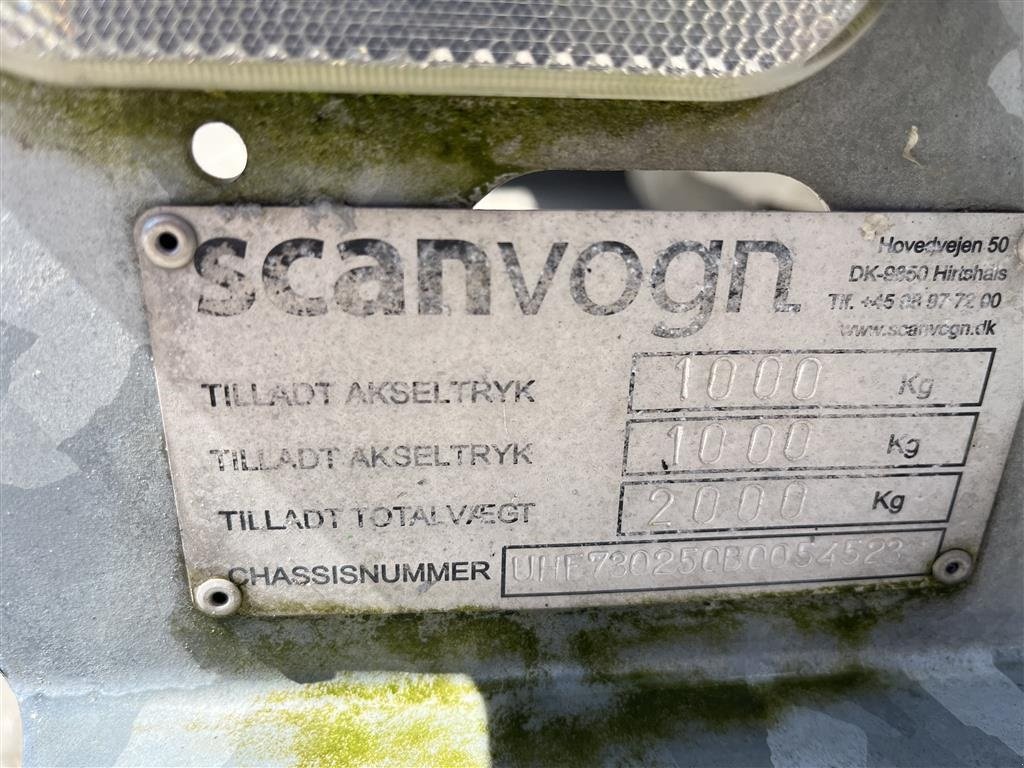 scanvogn
Hovedvejen 50
DK-9850 Hirtshals
Tlf. +45 98 97 72 00
www.scanvogn.dk
TILLADT AKSELTRYK 1000 Kg
TILLADT AKSELTRYK 1000 Kg
TILLADT TOTALVÆGT 2000 Kg
CHASSISNUMMER UHE730250B0054523